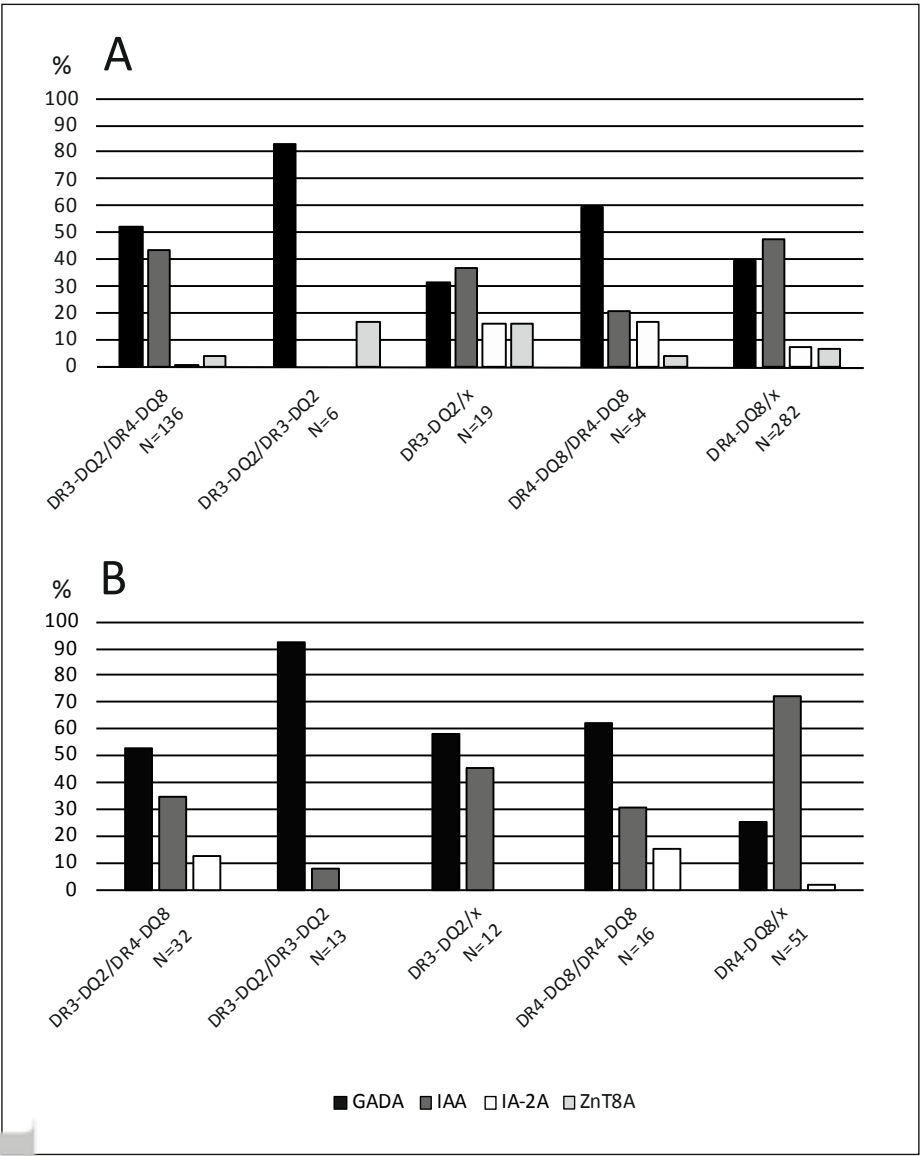 A
%
100
90
80
70
60
50
40
30
20
10
0
DR3-DQ2/DR4-DQ8
N=136
DR3-DQ2/DR3-DQ2
N=6
DR3-DQ2/x
N=19
DR4-DQ8/DR4-DQ8
N=54
DR4-DQ8/x
N=282
B
%
100
90
80
70
60
50
40
30
20
10
0
DR3-DQ2/DR4-DQ8
N=32
DR3-DQ2/DR3-DQ2
N=13
DR3-DQ2/x
N=12
DR4-DQ8/DR4-DQ8
N=16
DR4-DQ8/x
N=51
GADA IAA IA-2A ZnT8A